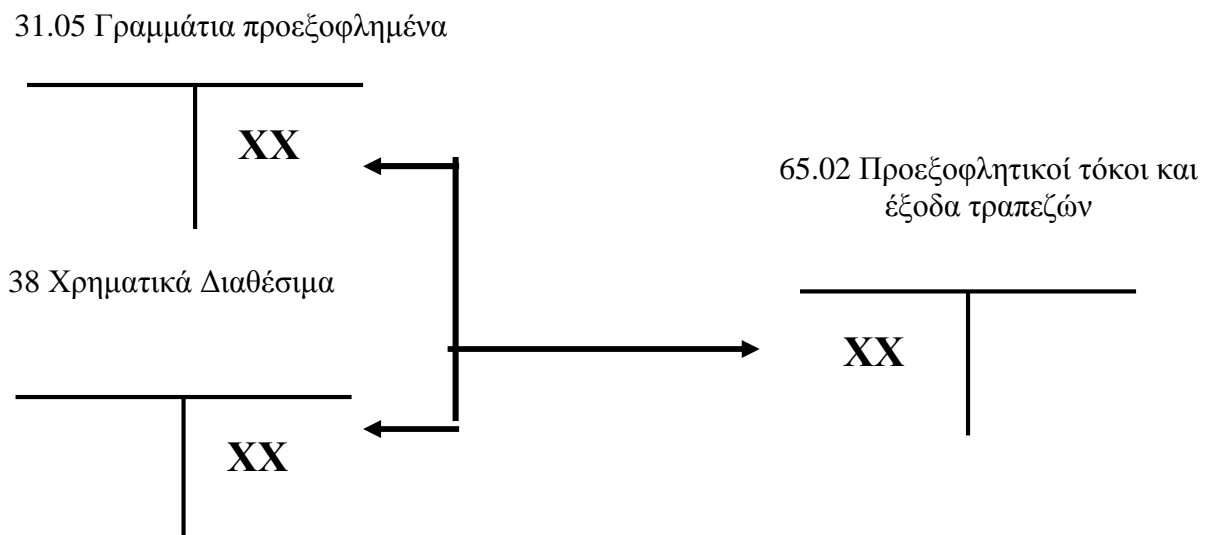 31.05 Γραμμάτια προεξοφλημένα
XX
65.02 Προεξοφλητικοί τόκοι και
έξοδα τραπεζών
38 Χρηματικά Διαθέσιμα
XX
XX